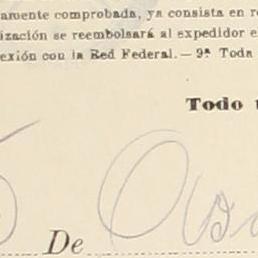 amente comprobada, ya consista en re
ización se reembolsará al expedidor e
exión con la Red Federal. — 9ª Toda
Todo
De